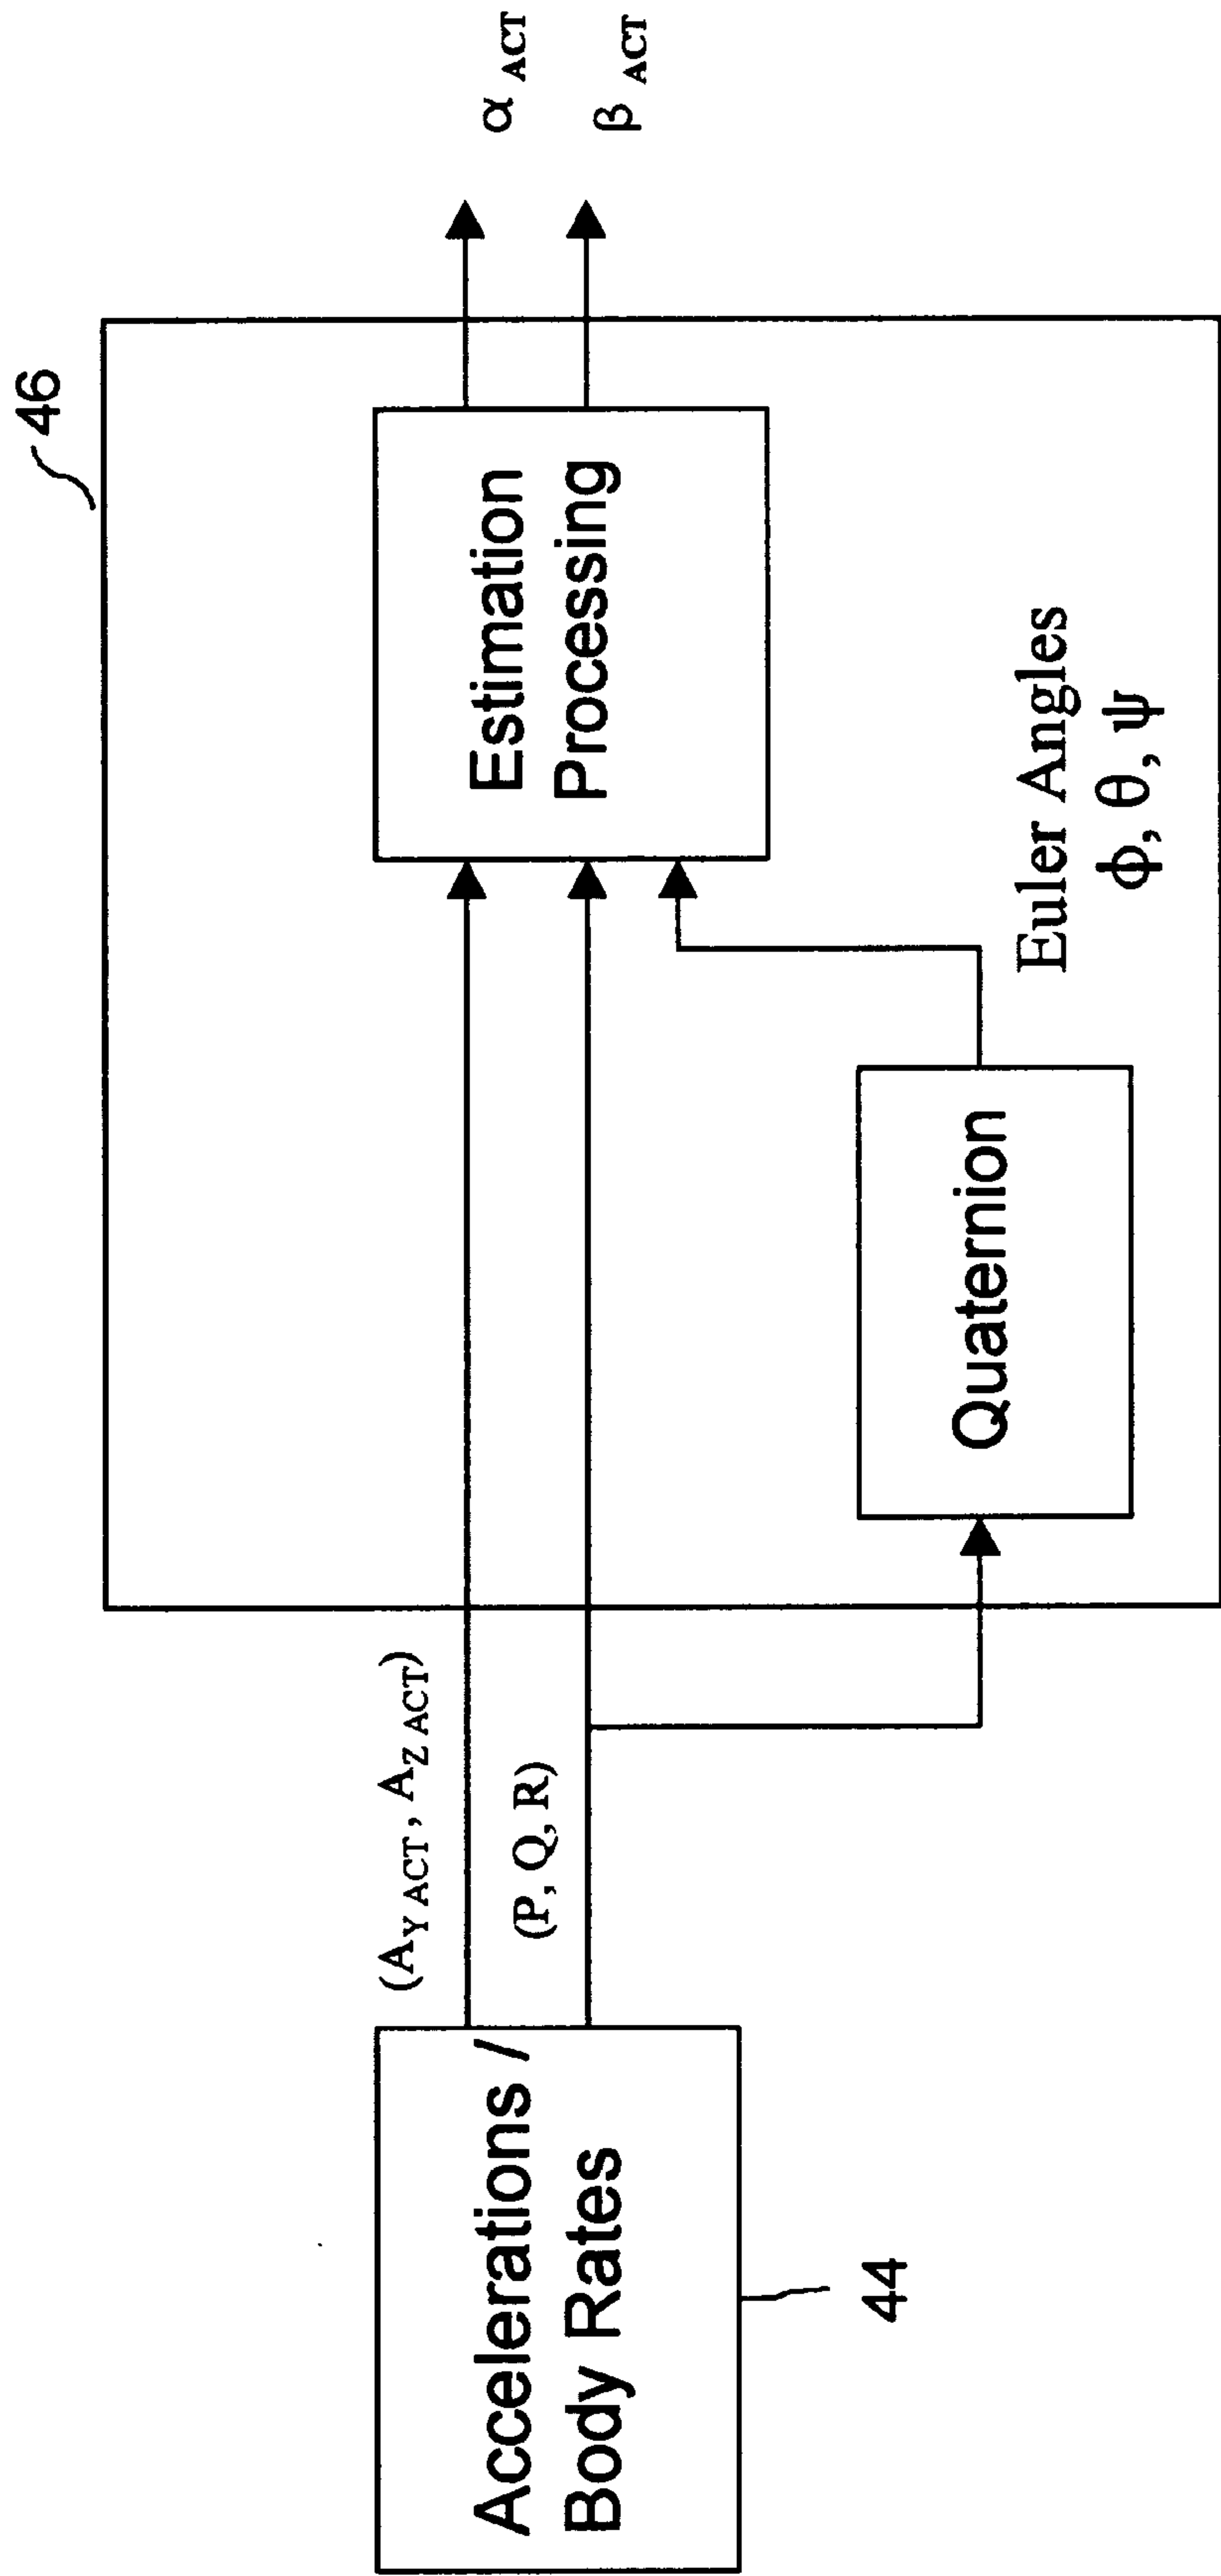 46
α ACT
β ACT
Estimation
Processing
(A_Y ACT, A_Z ACT)
(P, Q, R)
Accelerations /
Body Rates
44
Quaternion
Euler Angles
ϕ, θ, ψ